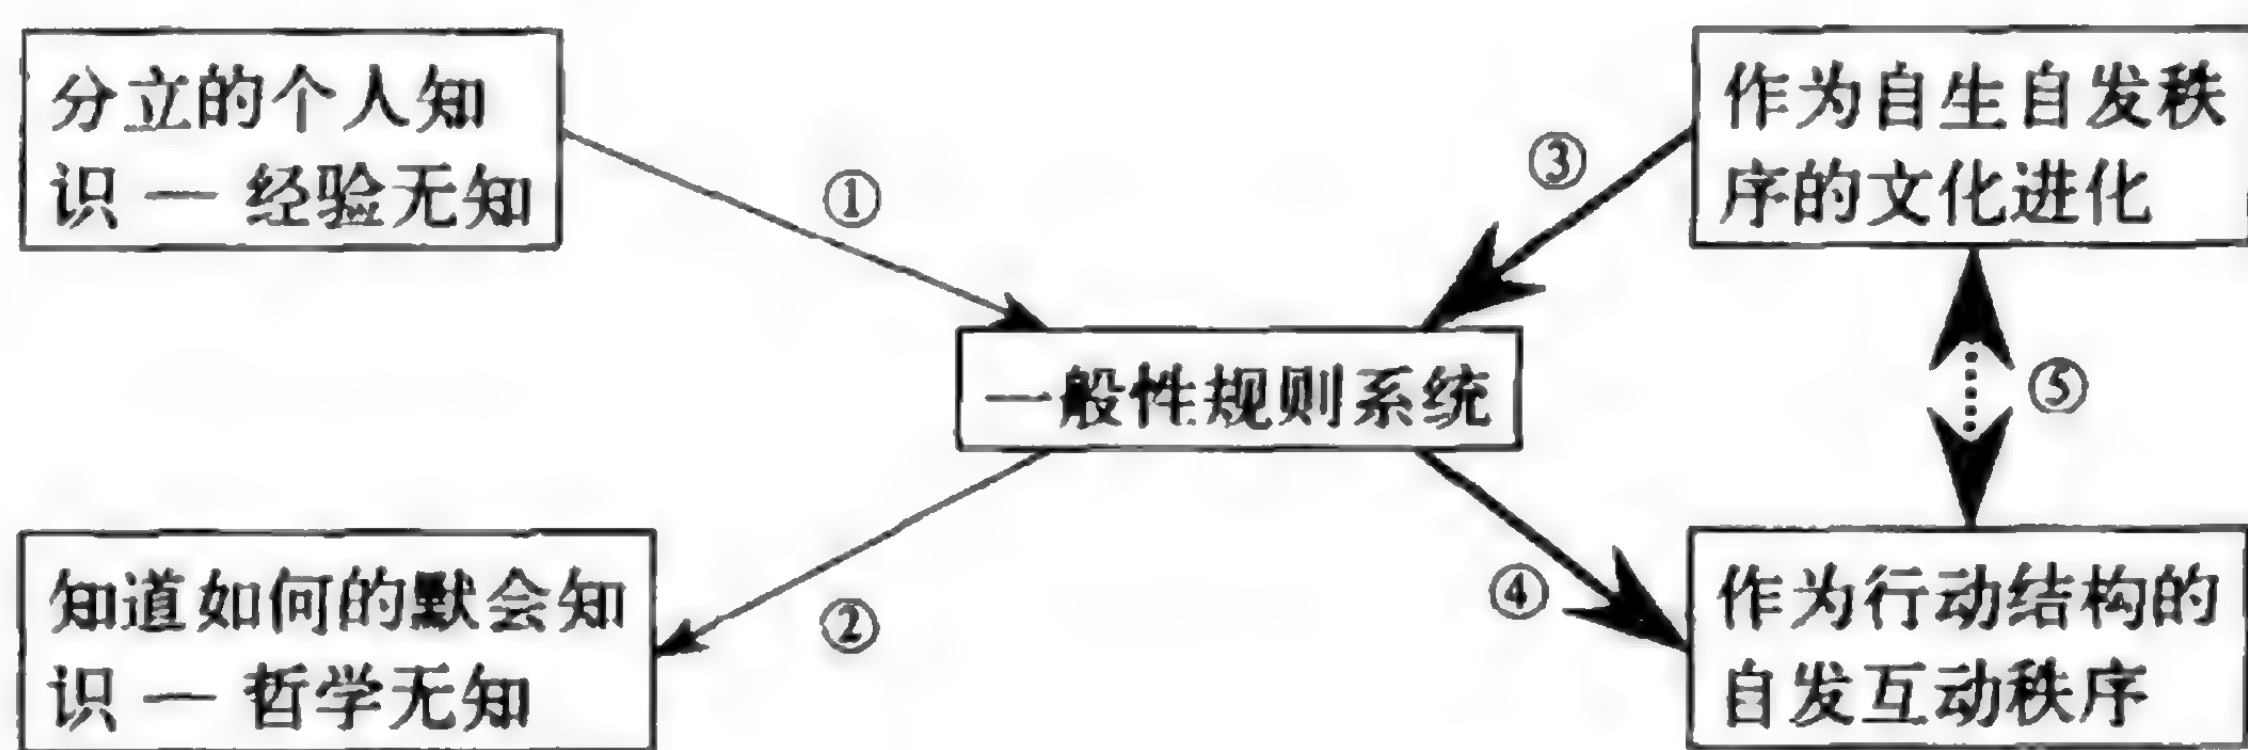 分立的个人知
识 — 经验无知
①
作为自生自发秩
序的文化进化
③
一般性规则系统
⑤
知道如何的默会知
识 — 哲学无知
②
④
作为行动结构的
自发互动秩序